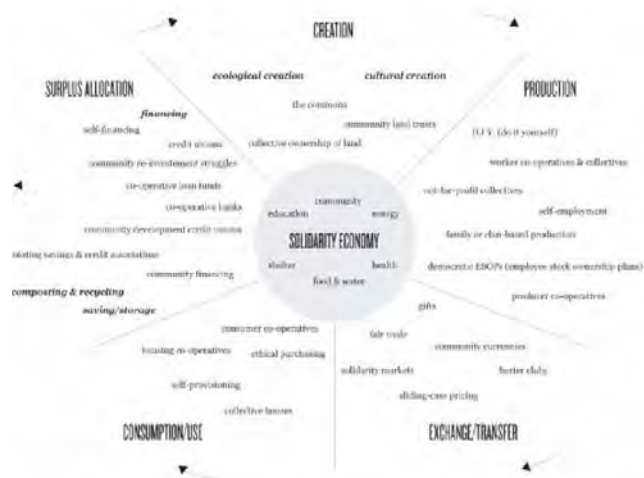 CREATION
ecological creation
cultural creation
the commons
community land trusts
collective ownership of land
SURPLUS ALLOCATION
financing
self-financing
credit unions
community re-investement struggles
co-operative loan funds
co-operative banks
community development credit unions
rotating savings & credit associations
community financing
composting & recycling
saving/storage
PRODUCTION
D.I.Y. (do it yourself)
worker co-operatives & collectives
not-for-profit collectives
self-employment
family or clan-based production
democratic ESOPs (employee stock ownership plans)
producer co-operatives
community
education
energy
SOLIDARITY ECONOMY
shelter
health
food & water
consumer co-operatives
housing co-operatives
ethical purchasing
self-provisioning
collective houses
CONSUMPTION/USE
gifts
fair trade
community currencies
solidarity markets
barter clubs
sliding-case pricing
EXCHANGE/TRANSFER